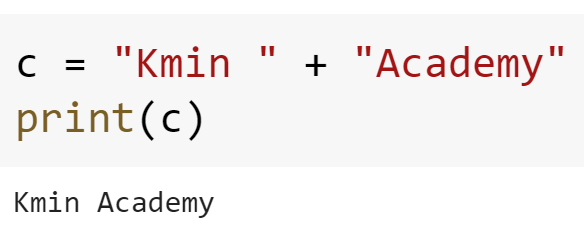 c = "Kmin " + "Academy"
print(c)
Kmin Academy